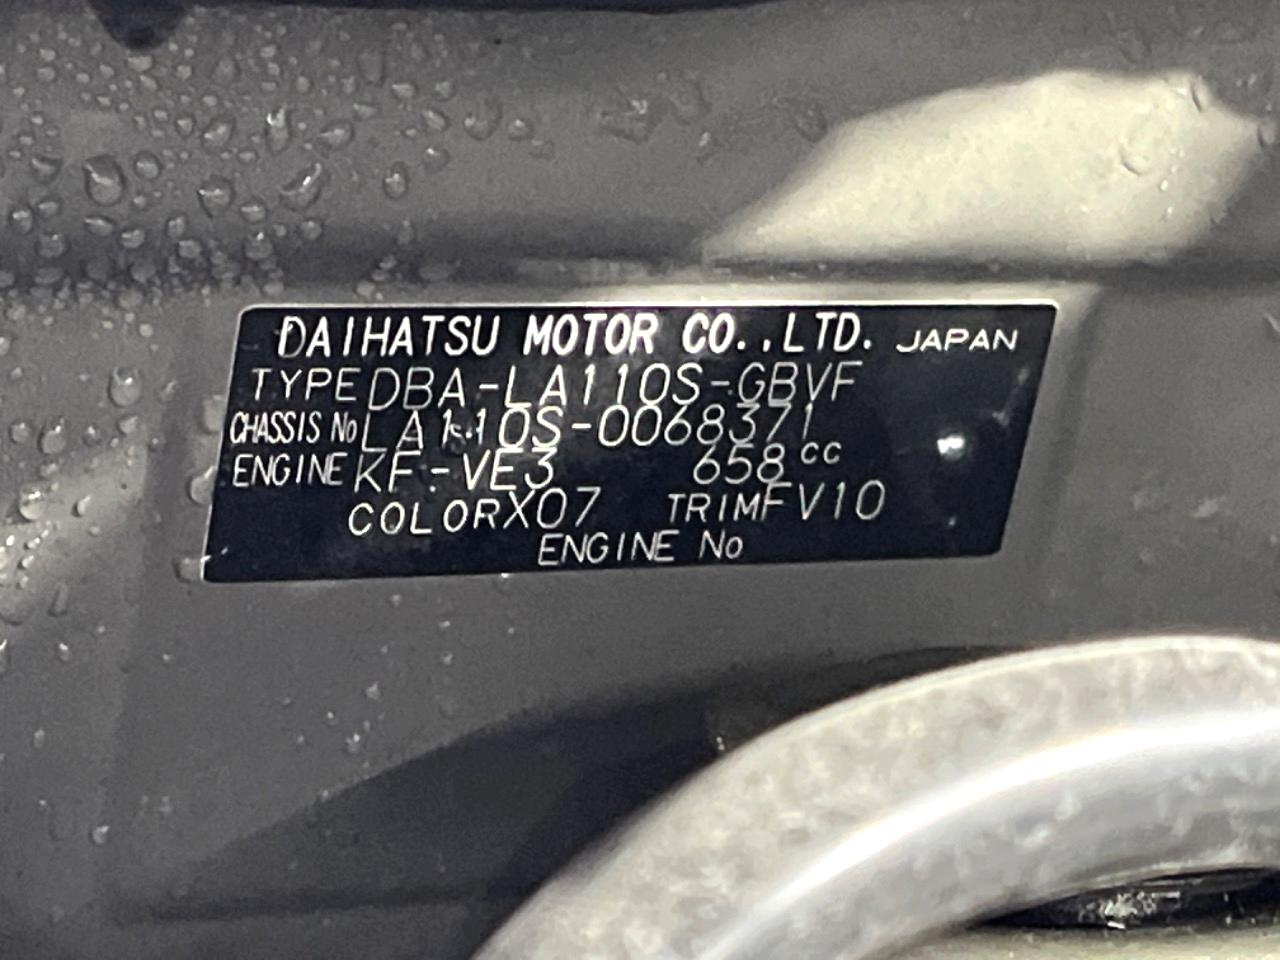 DAIHATSU MOTOR CO.,LTD. JAPAN
TYPE DBA-LA110S-GBVF
CHASSIS No LA110S-0068371
ENGINE KF-VE3 658cc
COLOR X07 TRIM FV10
ENGINE No